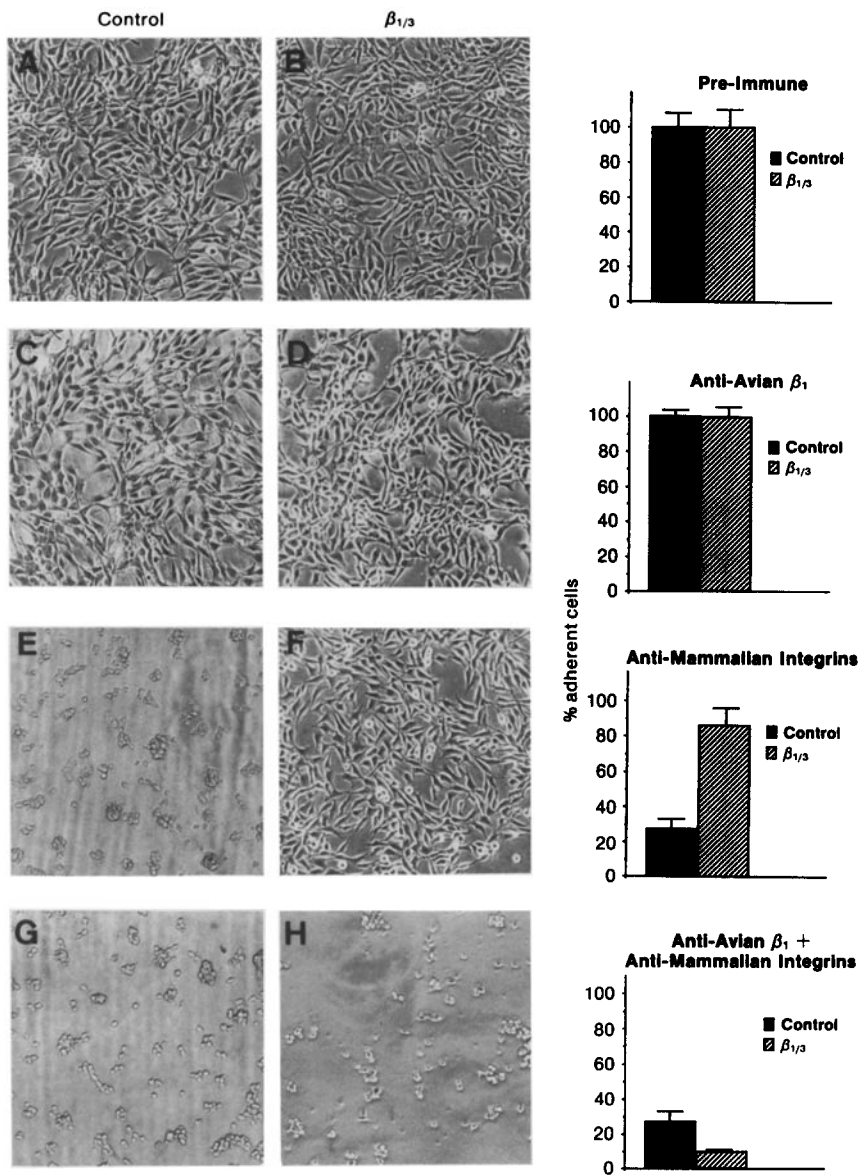 Control
β1/3
A
B
Pre-Immune
100
80
60
40
20
0
Control
β1/3
C
D
Anti-Avian β1
100
80
60
40
20
0
Control
β1/3
% adherent cells
E
F
Anti-Mammalian Integrins
100
80
60
40
20
0
Control
β1/3
G
H
Anti-Avian β1 +
Anti-Mammalian Integrins
100
80
60
40
20
0
Control
β1/3